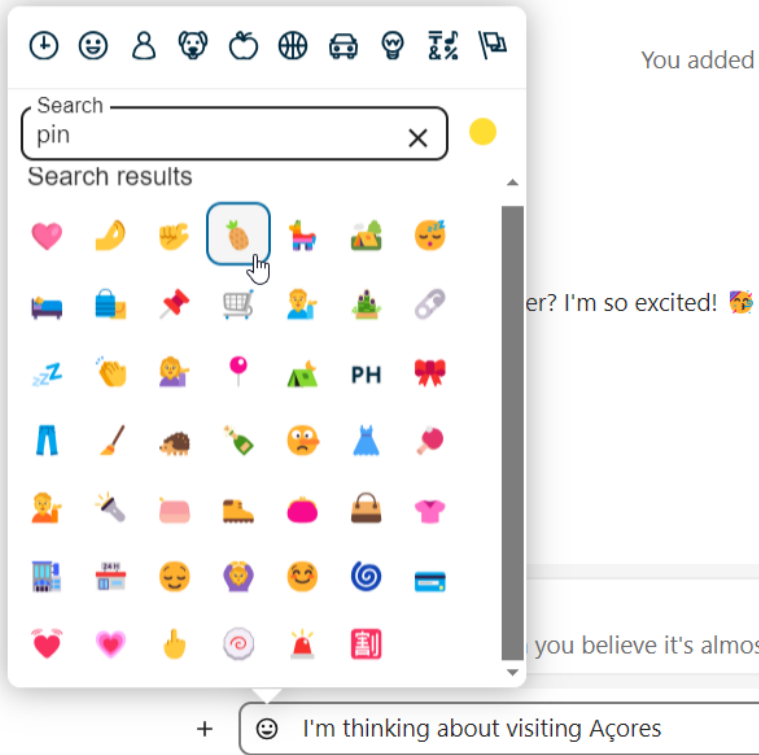 You added
Search
pin
Search results
er? I'm so excited!
PH
24H
割
you believe it's almos
I'm thinking about visiting Açores